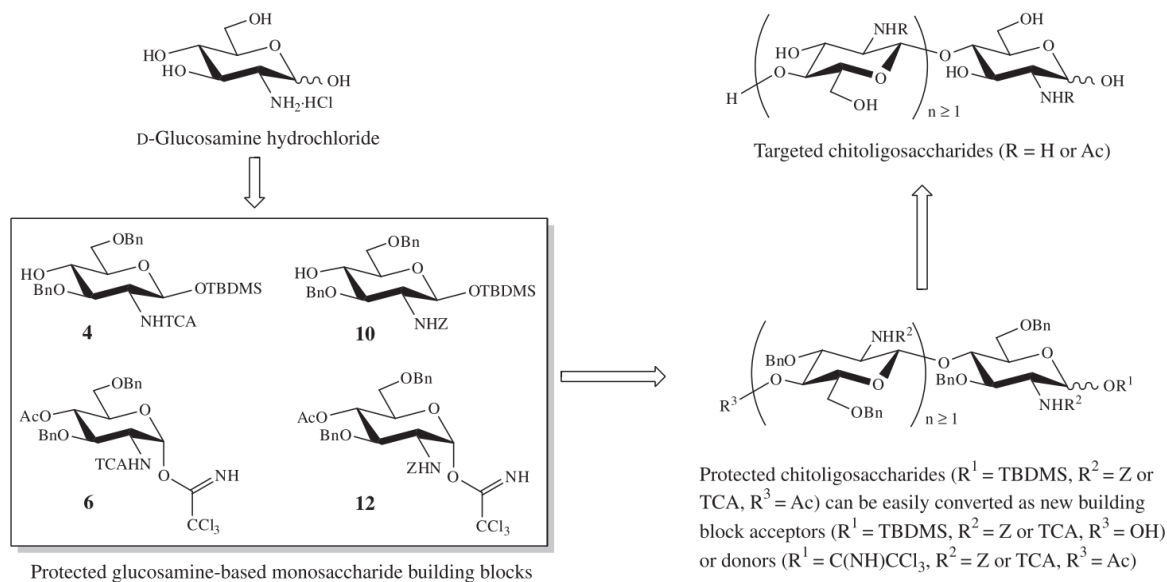 OH
HO
O
HO
OH
NH2·HCl
D-Glucosamine hydrochloride
OBn
HO
O
BnO
OTBDMS
NHTCA
4
OBn
HO
O
BnO
OTBDMS
NHZ
10
OBn
AcO
O
BnO
TCAHN
O
NH
CCl3
6
OBn
AcO
O
BnO
ZHN
O
NH
CCl3
12
Protected glucosamine-based monosaccharide building blocks
NHR
HO
O
O
H
OH
n ≥ 1
OH
O
O
HO
OH
NHR
Targeted chitoligosaccharides (R = H or Ac)
NHR2
BnO
O
O
R3
OBn
n ≥ 1
OBn
O
O
BnO
OR1
NHR2
Protected chitoligosaccharides (R1 = TBDMS, R2 = Z or
TCA, R3 = Ac) can be easily converted as new building
block acceptors (R1 = TBDMS, R2 = Z or TCA, R3 = OH)
or donors (R1 = C(NH)CCl3, R2 = Z or TCA, R3 = Ac)